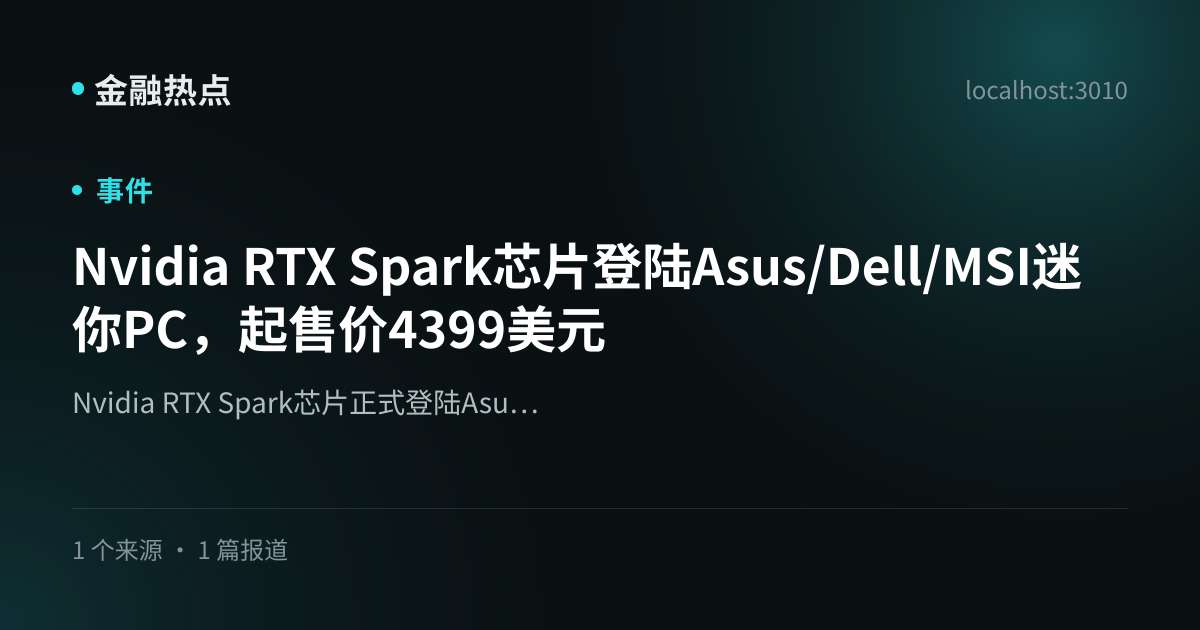 金融热点
localhost:3010
事件
Nvidia RTX Spark芯片登陆Asus/Dell/MSI迷
你PC，起售价4399美元
Nvidia RTX Spark芯片正式登陆Asu…
1 个来源 · 1 篇报道